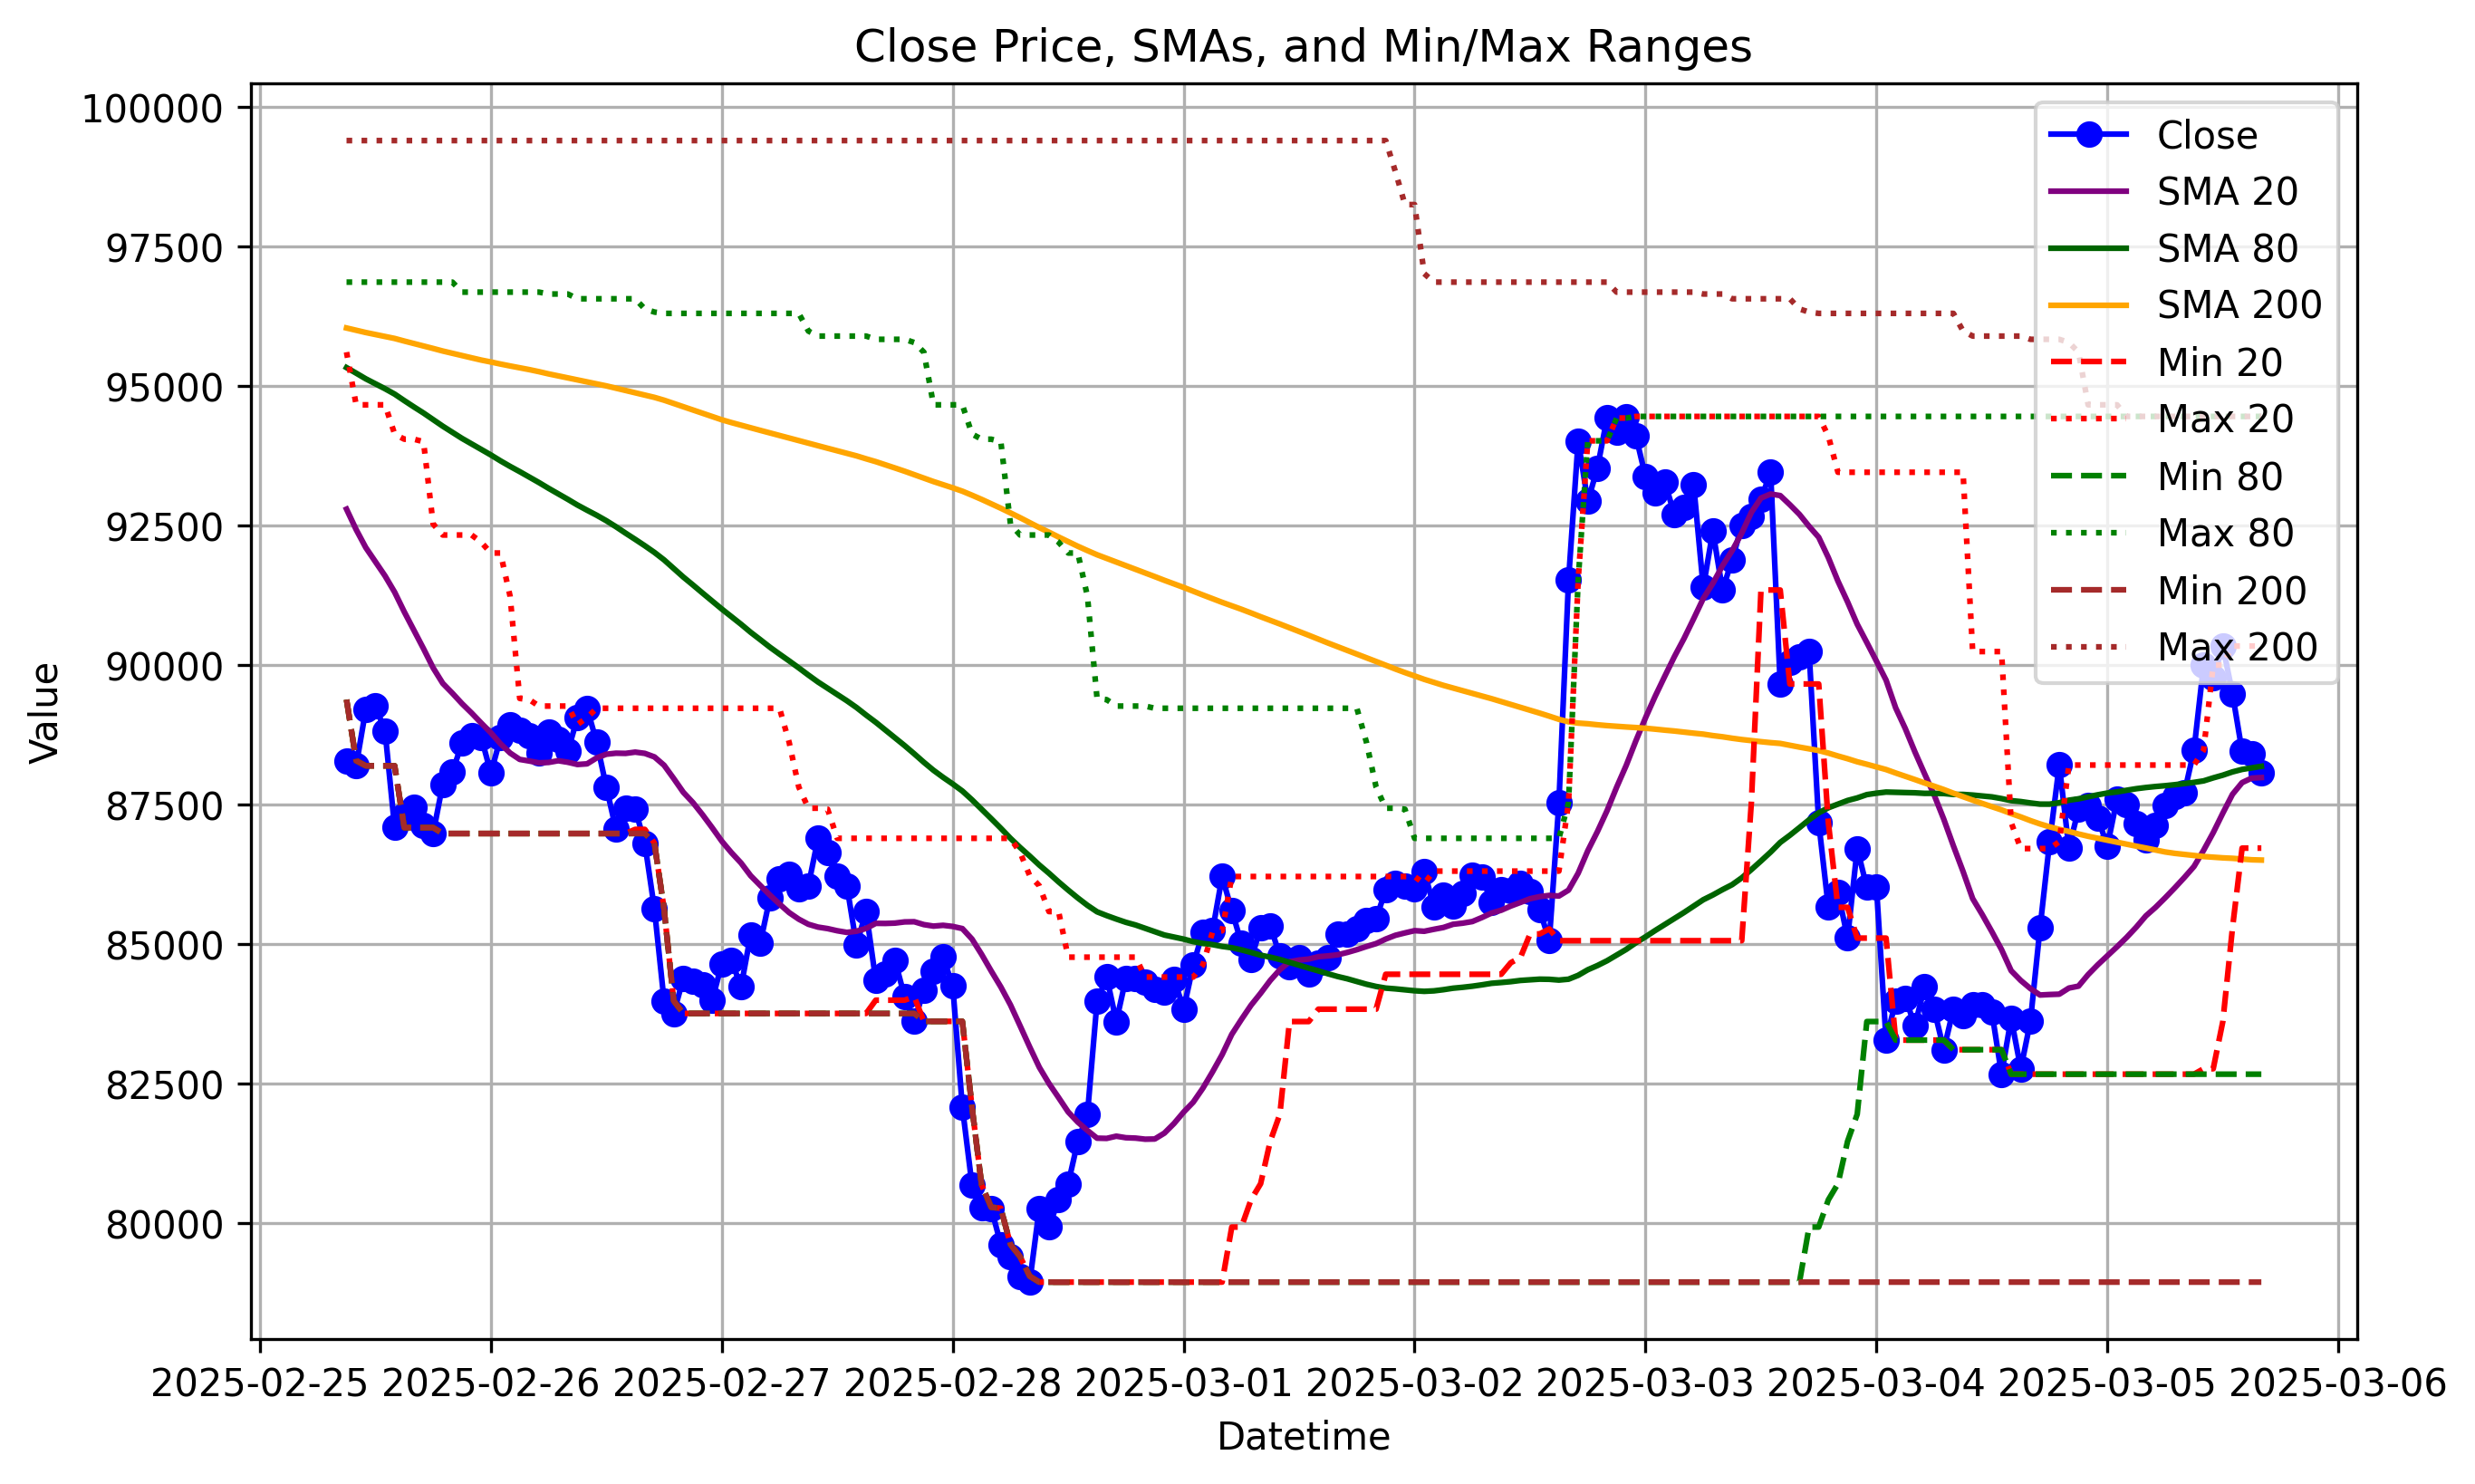 Close Price, SMAs, and Min/Max Ranges
100000
97500
95000
92500
90000
87500
85000
82500
80000
Value
Close
SMA 20
SMA 80
SMA 200
Min 20
Max 20
Min 80
Max 80
Min 200
Max 200
2025-02-25 2025-02-26 2025-02-27 2025-02-28 2025-03-01 2025-03-02 2025-03-03 2025-03-04 2025-03-05 2025-03-06
Datetime